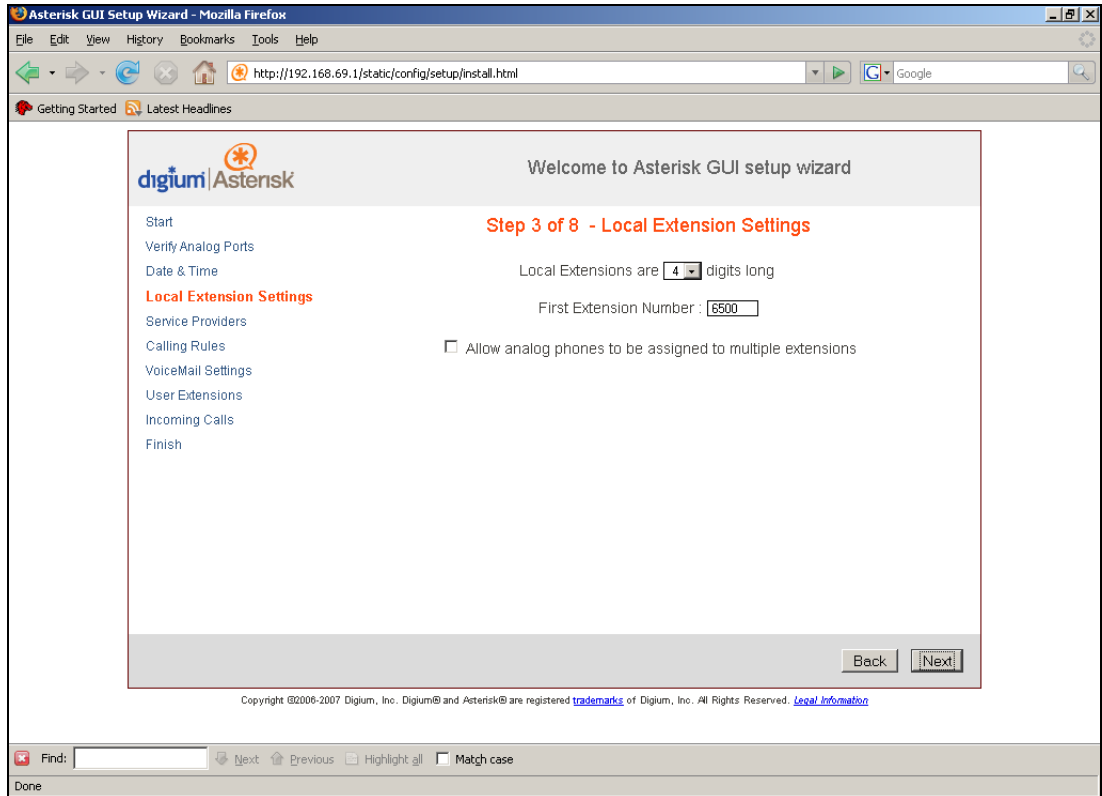 Asterisk GUI Setup Wizard - Mozilla Firefox
File Edit View History Bookmarks Tools Help
http://192.168.69.1/static/config/setup/install.html
G Google
Getting Started Latest Headlines
digium Asterisk
Welcome to Asterisk GUI setup wizard
Start
Verify Analog Ports
Date & Time
Local Extension Settings
Service Providers
Calling Rules
VoiceMail Settings
User Extensions
Incoming Calls
Finish
Step 3 of 8 - Local Extension Settings
Local Extensions are 4 digits long
First Extension Number : 6500
Allow analog phones to be assigned to multiple extensions
Back Next
Copyright ©2006-2007 Digium, Inc. Digium® and Asterisk® are registered trademarks of Digium, Inc. All Rights Reserved. Legal Information
Find: Next Previous Highlight all Match case
Done